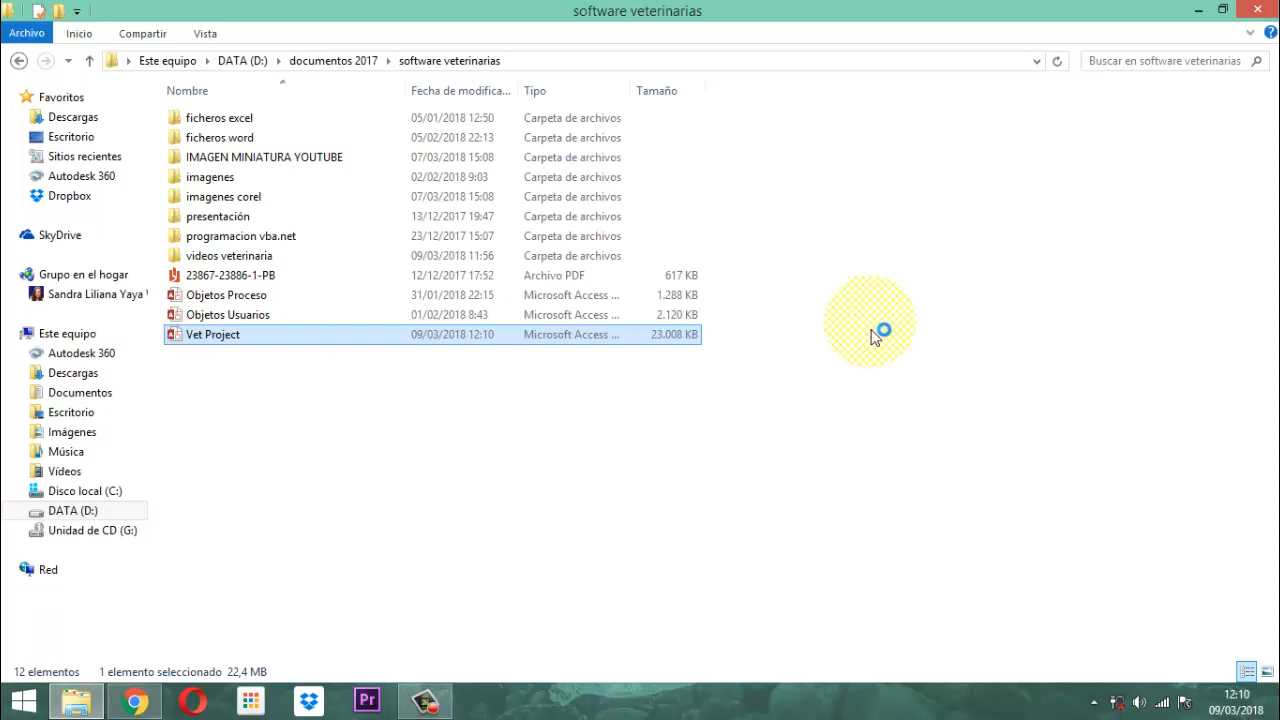 software veterinarias
Archivo Inicio Compartir Vista
Este equipo DATA (D:) documentos 2017 software veterinarias
Buscar en software veterinarias
Favoritos
Descargas
Escritorio
Sitios recientes
Autodesk 360
Dropbox
SkyDrive
Grupo en el hogar
Sandra Liliana Yaya
Este equipo
Autodesk 360
Descargas
Documentos
Escritorio
Imágenes
Música
Vídeos
Disco local (C:)
DATA (D:)
Unidad de CD (G:)
Red
Nombre Fecha de modifica... Tipo Tamaño
ficheros excel 05/01/2018 12:50 Carpeta de archivos
ficheros word 05/02/2018 22:13 Carpeta de archivos
IMAGEN MINIATURA YOUTUBE 07/03/2018 15:08 Carpeta de archivos
imagenes 02/02/2018 9:03 Carpeta de archivos
imagenes corel 07/03/2018 15:08 Carpeta de archivos
presentación 13/12/2017 19:47 Carpeta de archivos
programacion vba.net 23/12/2017 15:07 Carpeta de archivos
videos veterinaria 09/03/2018 11:56 Carpeta de archivos
23867-23886-1-PB 12/12/2017 17:52 Archivo PDF 617 KB
Objetos Proceso 31/01/2018 22:15 Microsoft Access ... 1.288 KB
Objetos Usuarios 01/02/2018 8:43 Microsoft Access ... 2.120 KB
Vet Project 09/03/2018 12:10 Microsoft Access ... 23.008 KB
12 elementos 1 elemento seleccionado 22,4 MB
Pr
12:10
09/03/2018